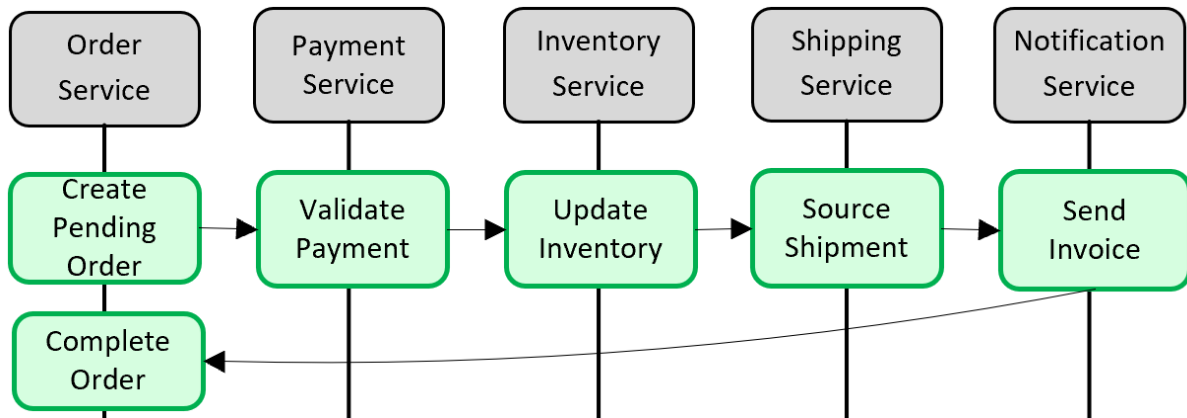 Order
Service
Payment
Service
Inventory
Service
Shipping
Service
Notification
Service
Create
Pending
Order
Validate
Payment
Update
Inventory
Source
Shipment
Send
Invoice
Complete
Order